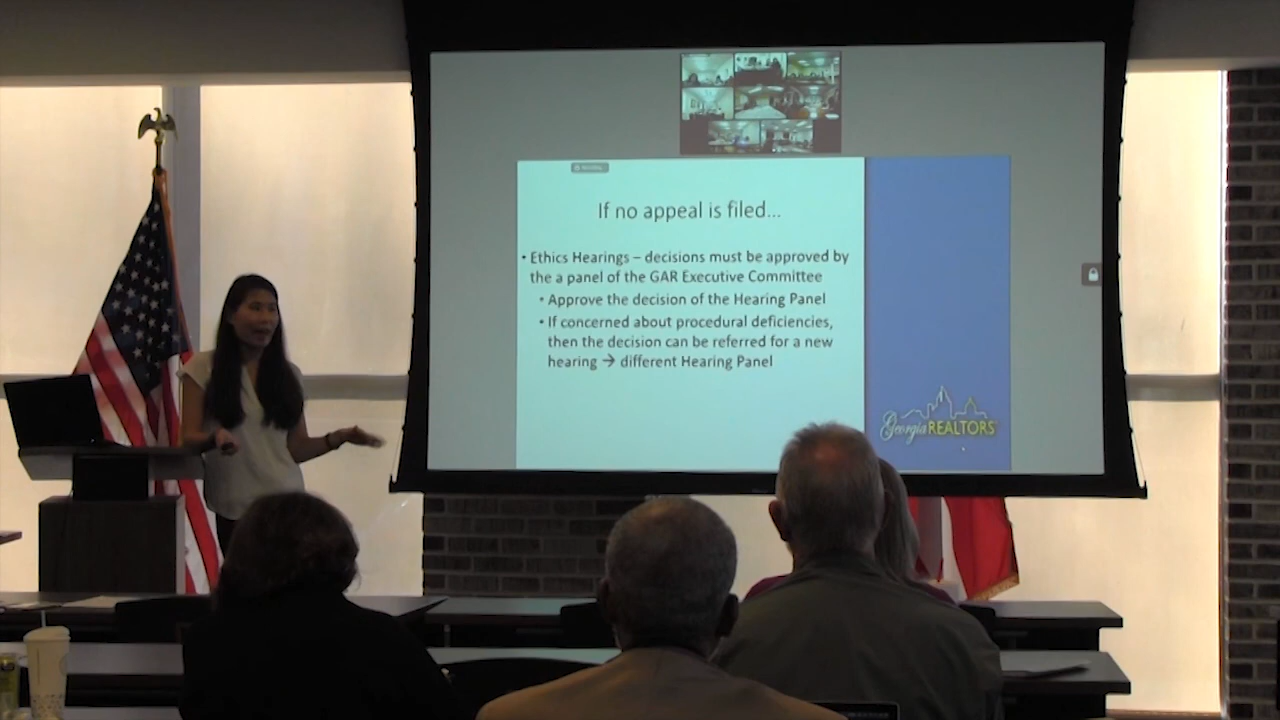 If no appeal is filed...
• Ethics Hearings – decisions must be approved by
the a panel of the GAR Executive Committee
• Approve the decision of the Hearing Panel
• If concerned about procedural deficiencies,
then the decision can be referred for a new
hearing → different Hearing Panel
Georgia REALTORS